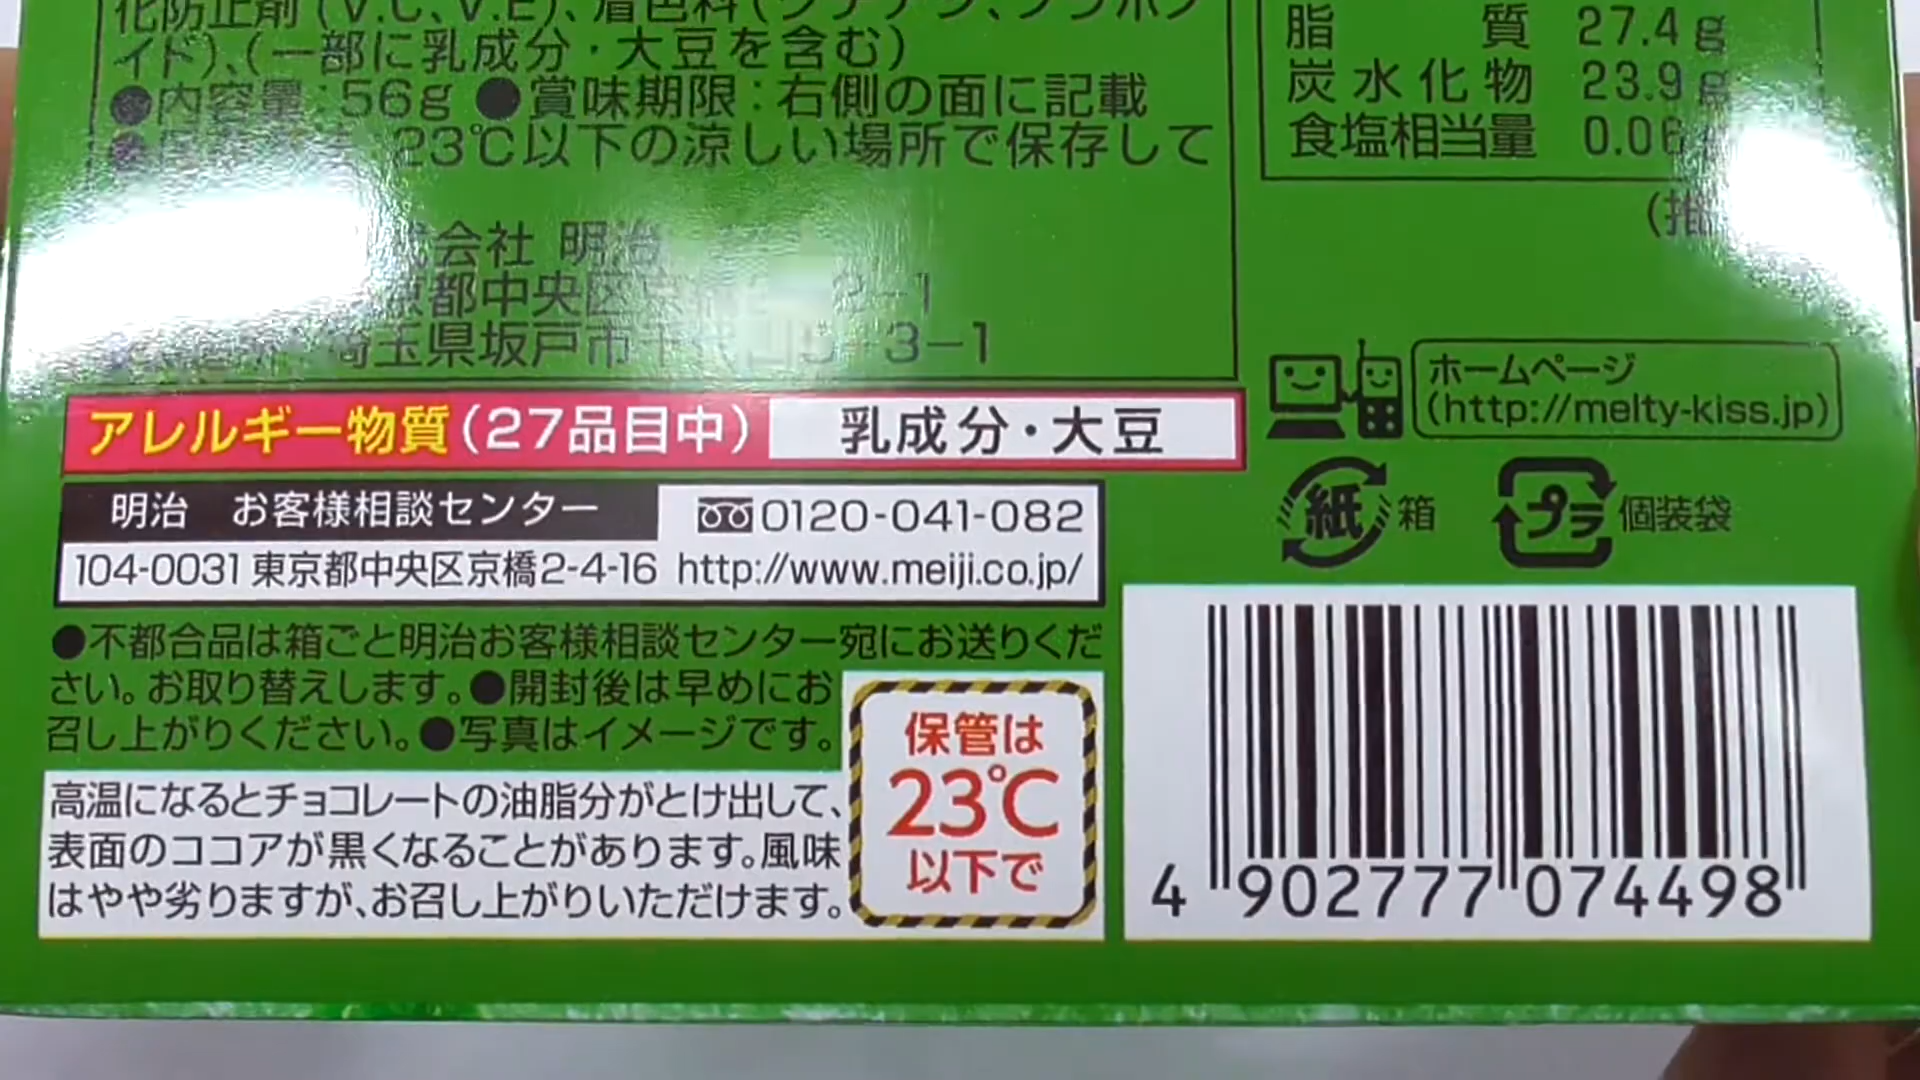 化防止剤(V.C、V.E)、着色料(クチナシ、フラボノ
イド)、(一部に乳成分・大豆を含む)
●内容量:56g ●賞味期限:右側の面に記載
23℃以下の涼しい場所で保存して
会社 明治
京都中央区京橋 2-1
埼玉県坂戸市千代田5-3-1
脂質 27.4g
炭水化物 23.9g
食塩相当量 0.06
(推
アレルギー物質(27品目中) 乳成分・大豆
ホームページ
(http://melty-kiss.jp)
明治 お客様相談センター 0120-041-082
104-0031 東京都中央区京橋2-4-16 http://www.meiji.co.jp/
紙 箱 プラ 個装袋
●不都合品は箱ごと明治お客様相談センター宛にお送りくだ
さい。お取り替えします。●開封後は早めにお
召し上がりください。●写真はイメージです。
高温になるとチョコレートの油脂分がとけ出して、
表面のココアが黒くなることがあります。風味
はやや劣りますが、お召し上がりいただけます。
保管は
23℃
以下で
4 902777 074498